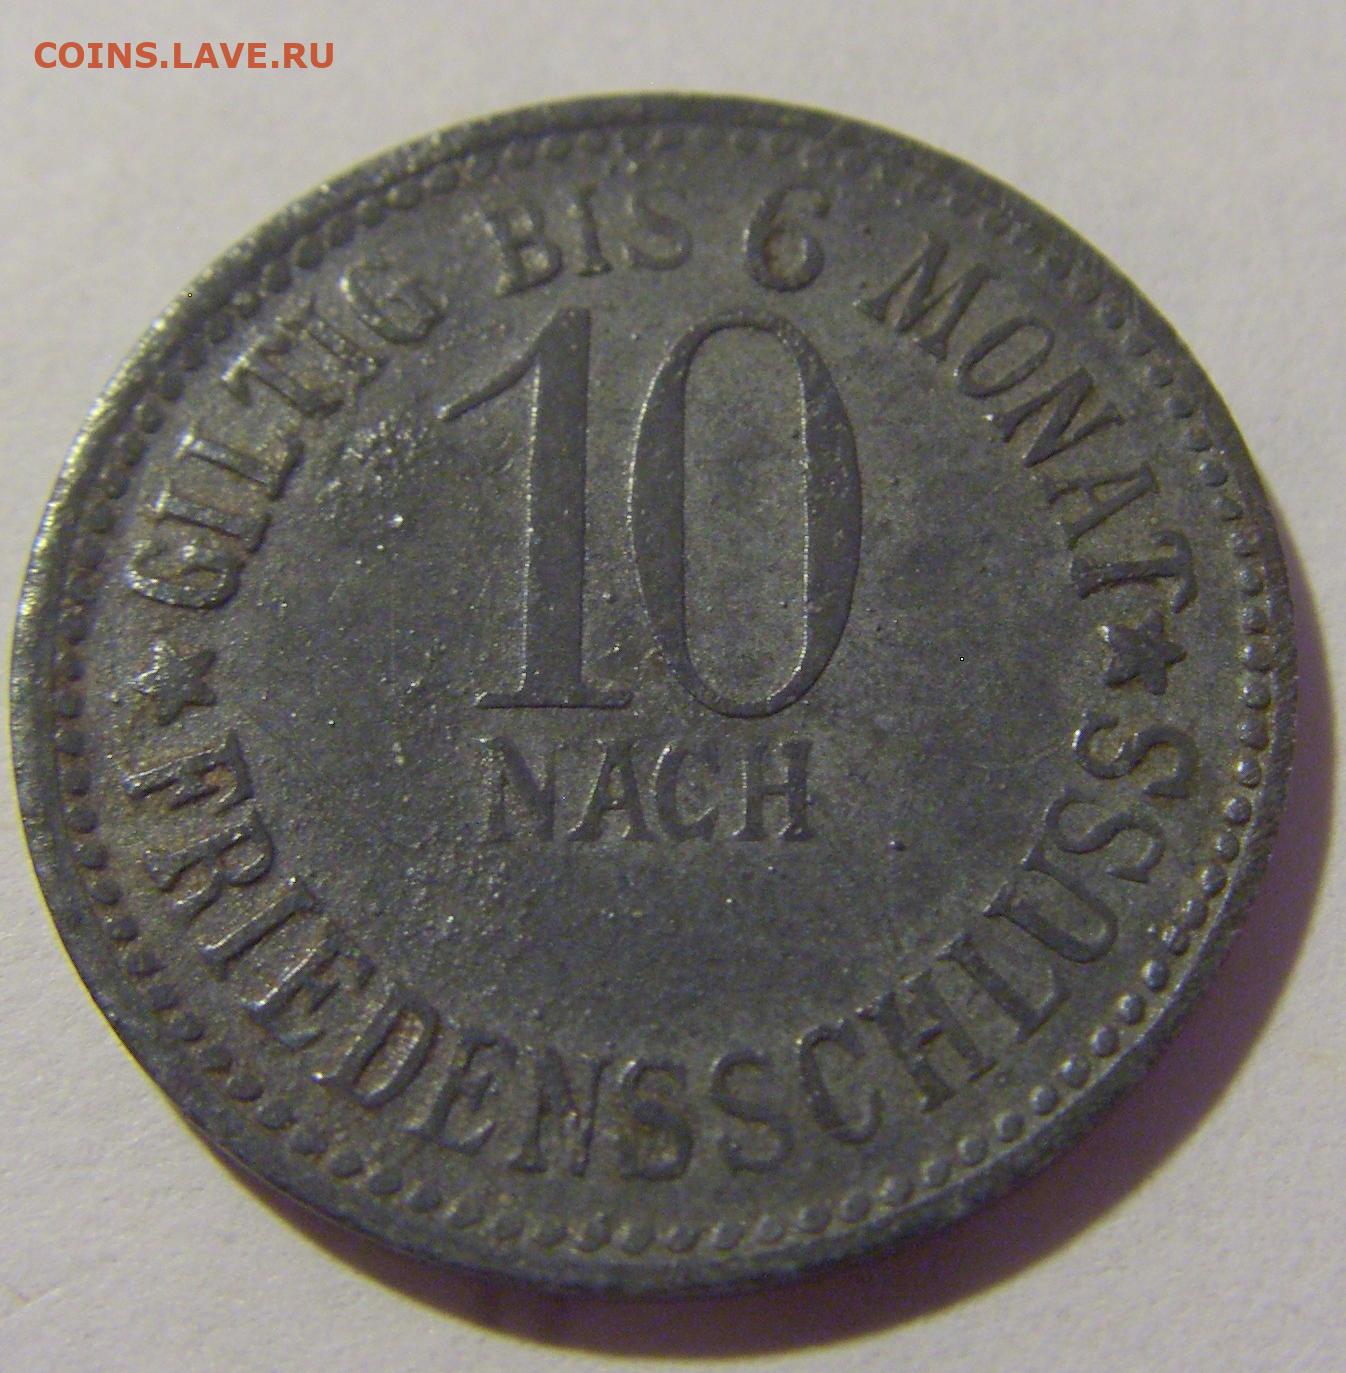 COINS.LAVE.RU
GILTIG BIS 6 MONAT
10
NACH
FRIEDENSSCHLUSS